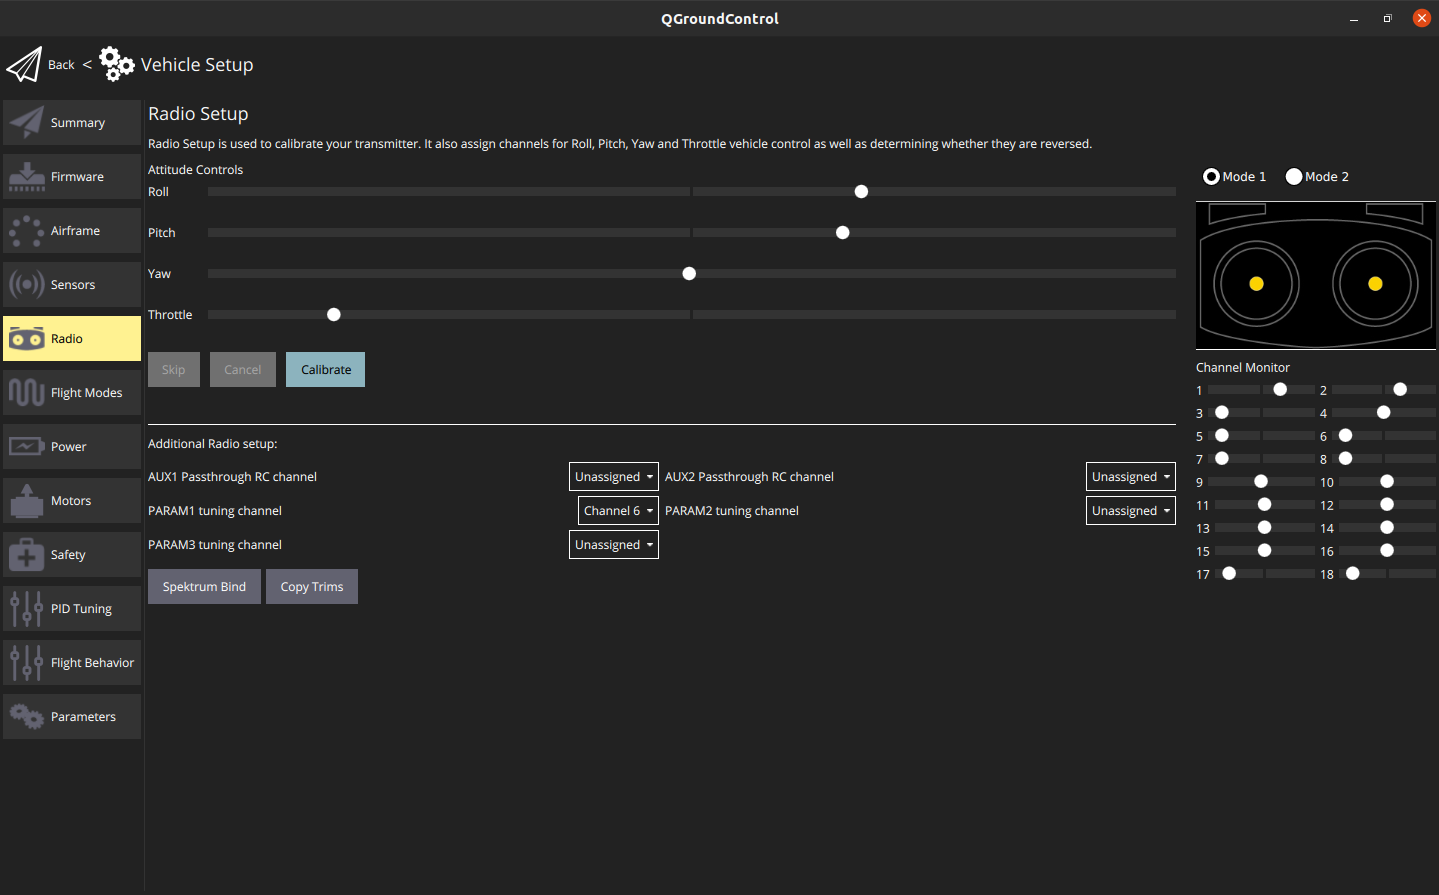 QGroundControl
Back < Vehicle Setup
Summary
Firmware
Airframe
Sensors
Radio
Flight Modes
Power
Motors
Safety
PID Tuning
Flight Behavior
Parameters
Radio Setup
Radio Setup is used to calibrate your transmitter. It also assign channels for Roll, Pitch, Yaw and Throttle vehicle control as well as determining whether they are reversed.
Attitude Controls
Roll
Pitch
Yaw
Throttle
Skip Cancel Calibrate
Additional Radio setup:
AUX1 Passthrough RC channel Unassigned AUX2 Passthrough RC channel Unassigned
PARAM1 tuning channel Channel 6 PARAM2 tuning channel Unassigned
PARAM3 tuning channel Unassigned
Spektrum Bind Copy Trims
Mode 1 Mode 2
Channel Monitor
1 2
3 4
5 6
7 8
9 10
11 12
13 14
15 16
17 18